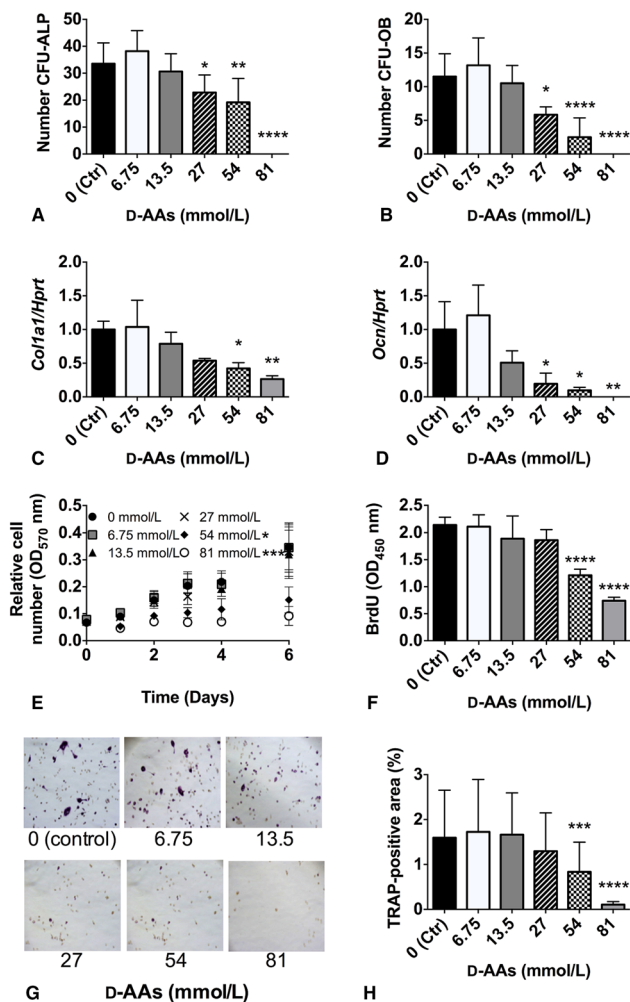 Number CFU-ALP
50
40
30
20
10
0
*
**
****
0 (Ctr)
6.75
13.5
27
54
81
A
D-AAs (mmol/L)
Number CFU-OB
20
15
10
5
0
*
****
****
0 (Ctr)
6.75
13.5
27
54
81
B
D-AAs (mmol/L)
Col1a1/Hprt
2.0
1.5
1.0
0.5
0.0
*
**
0 (Ctr)
6.75
13.5
27
54
81
C
D-AAs (mmol/L)
Ocn/Hprt
2.0
1.5
1.0
0.5
0.0
*
*
**
0 (Ctr)
6.75
13.5
27
54
81
D
D-AAs (mmol/L)
Relative cell
number (OD570 nm)
0.5
0.4
0.3
0.2
0.1
0.0
0 mmol/L
6.75 mmol/L
13.5 mmol/L
27 mmol/L
54 mmol/L*
81 mmol/L***
0
2
4
6
E
Time (Days)
BrdU (OD450 nm)
2.5
2.0
1.5
1.0
0.5
0.0
****
****
0 (Ctr)
6.75
13.5
27
54
81
F
D-AAs (mmol/L)
0 (control)
6.75
13.5
27
54
81
G
D-AAs (mmol/L)
TRAP-positive area (%)
3
2
1
0
***
****
0 (Ctr)
6.75
13.5
27
54
81
H
D-AAs (mmol/L)